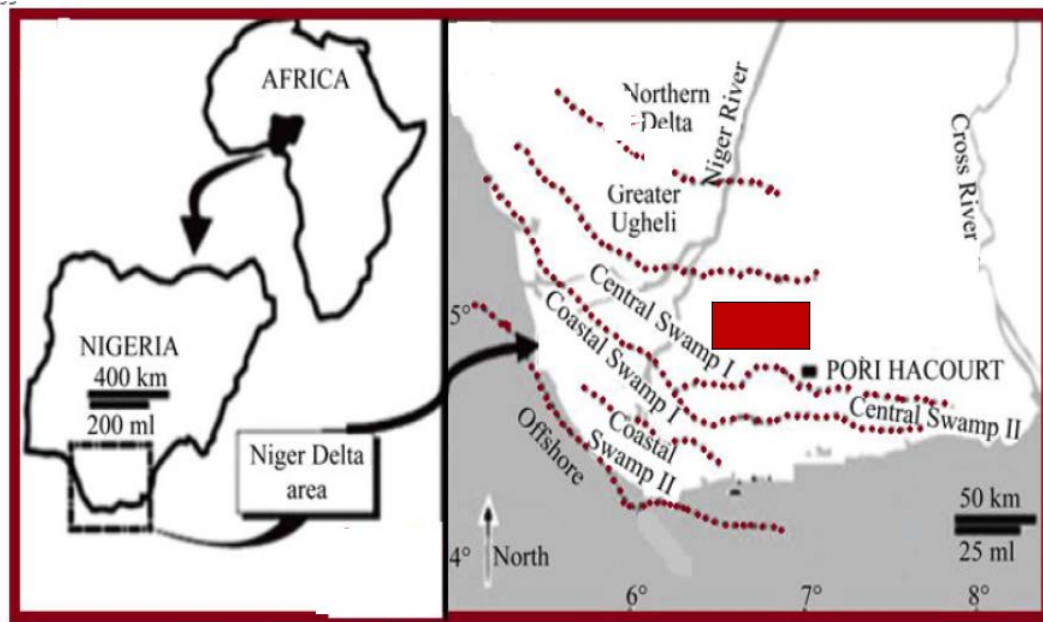 AFRICA
NIGERIA
400 km
200 ml
Niger Delta
area
Northern
Delta
Niger River
Cross River
Greater
Ugheli
Central Swamp I
Coastal Swamp I
5°
PORI HACOURT
Central Swamp II
Coastal
Swamp II
Offshore
50 km
25 ml
4°
North
6°
7°
8°